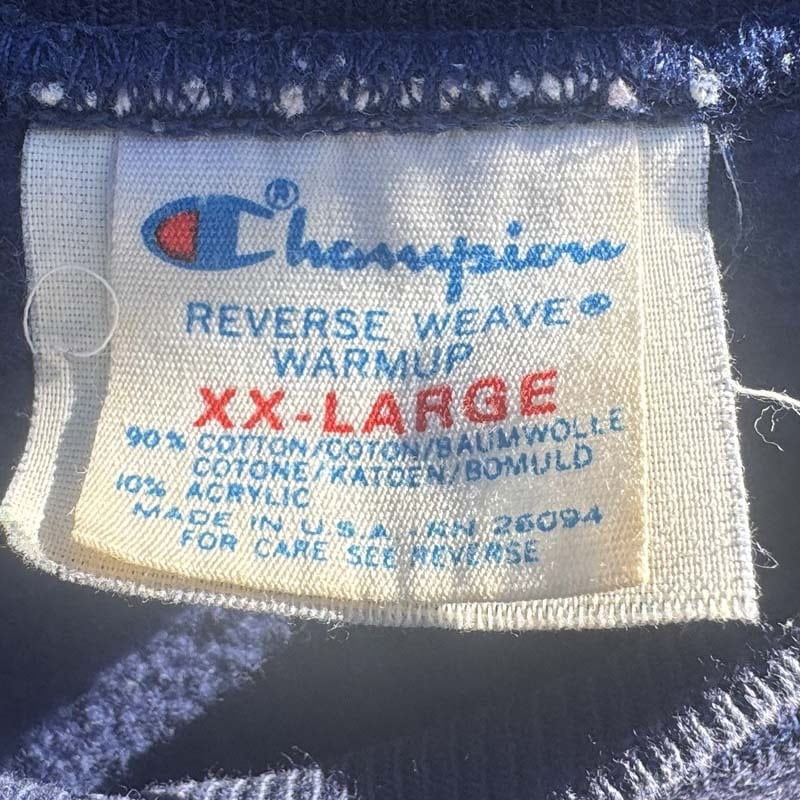 Champion®
REVERSE WEAVE®
WARMUP
XX-LARGE
90% COTTON/COTON/BAUMWOLLE
COTONE/KATOEN/BOMULD
10% ACRYLIC
MADE IN U.S.A. RN 26094
FOR CARE SEE REVERSE